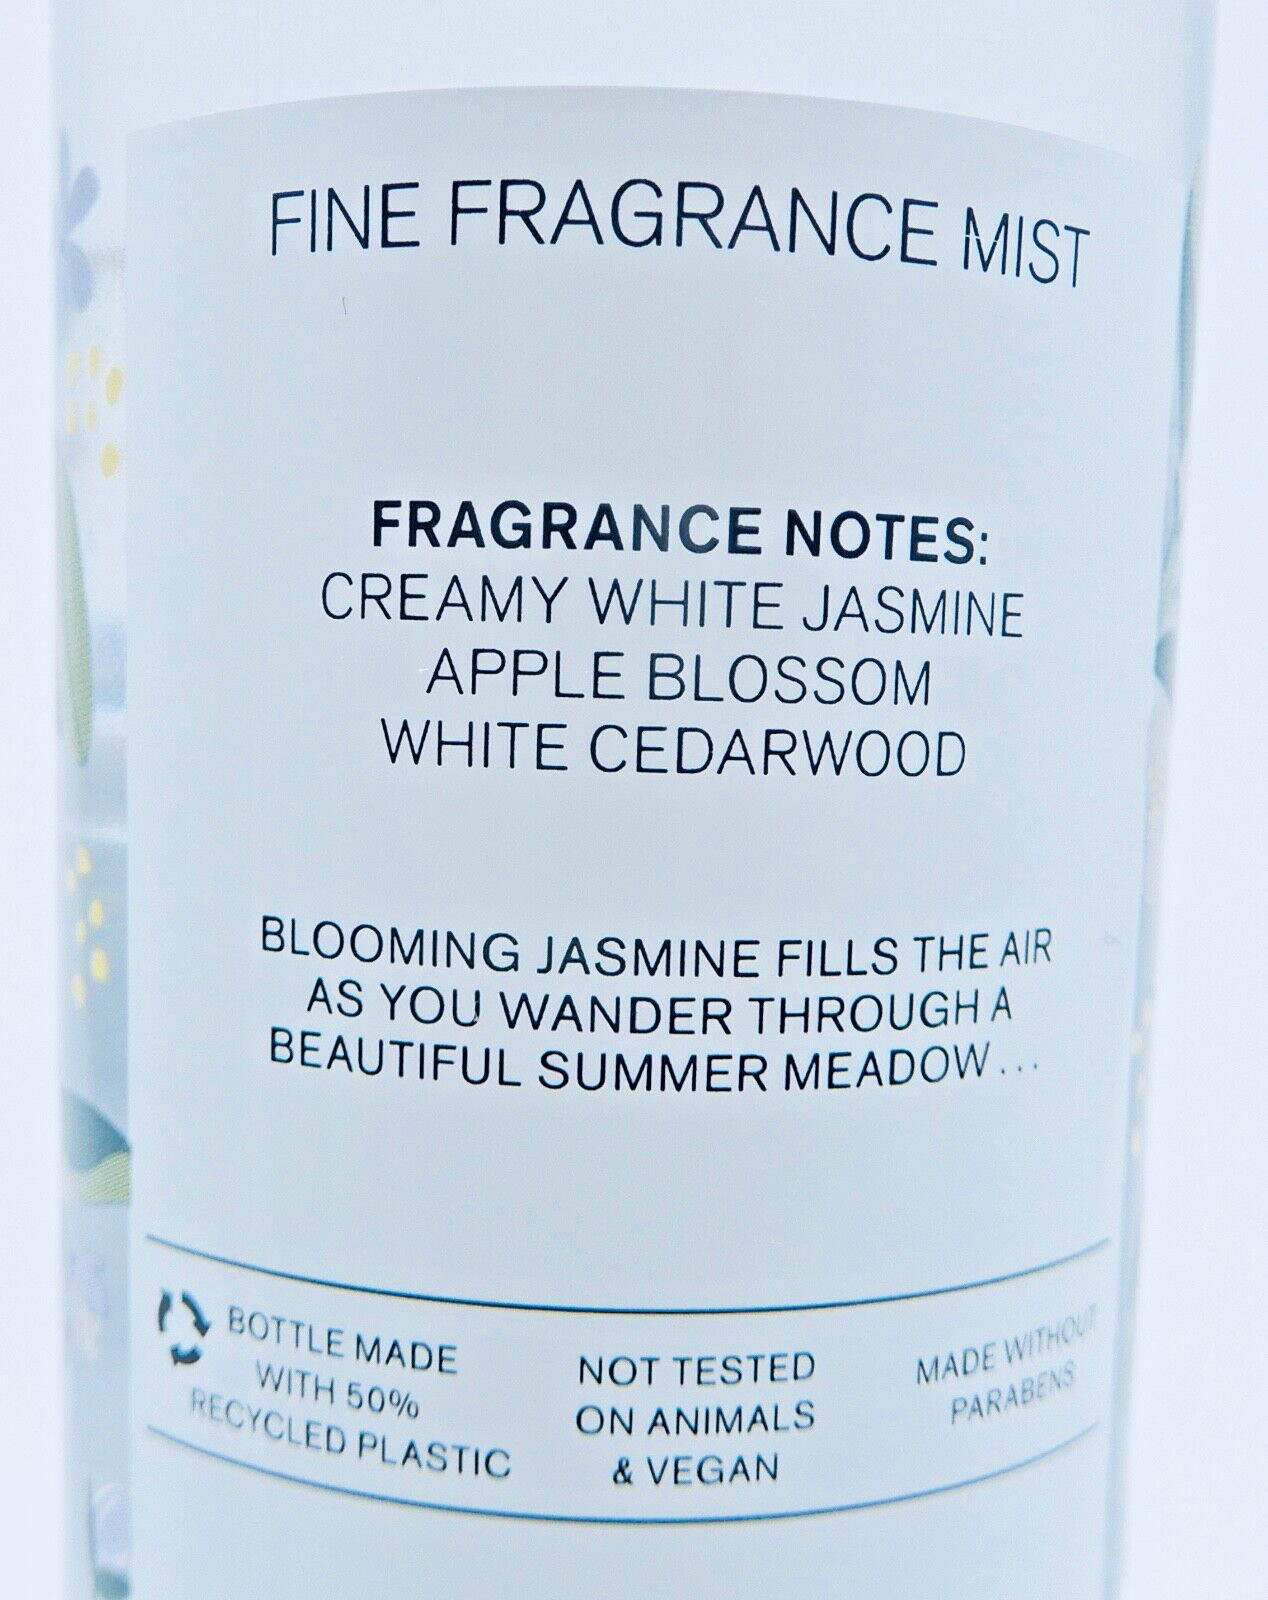 FINE FRAGRANCE MIST
FRAGRANCE NOTES:
CREAMY WHITE JASMINE
APPLE BLOSSOM
WHITE CEDARWOOD
BLOOMING JASMINE FILLS THE AIR
AS YOU WANDER THROUGH A
BEAUTIFUL SUMMER MEADOW...
BOTTLE MADE
WITH 50%
RECYCLED PLASTIC
NOT TESTED
ON ANIMALS
& VEGAN
MADE WITHOUT
PARABENS